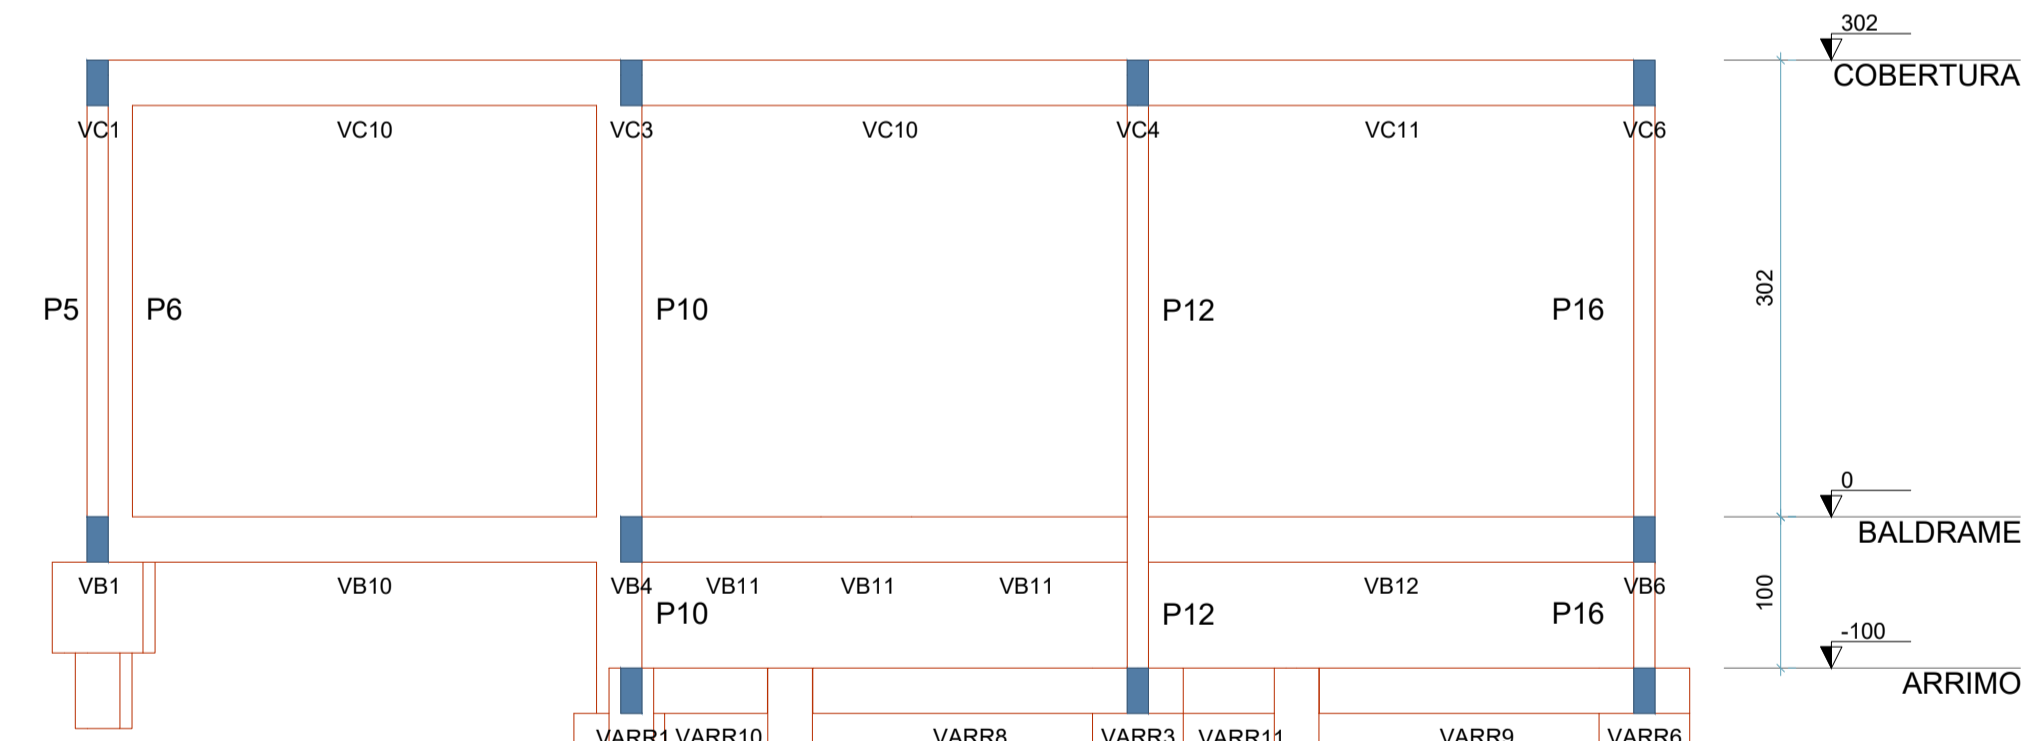 302
COBERTURA
VC1 VC10 VC3 VC10 VC4 VC11 VC6
302
P5 P6 P10 P12 P16
0
BALDRAME
VB1 VB10 VB4 VB11 VB11 VB11 VB12 VB6
100
P10 P12 P16
-100
ARRIMO
VARR1 VARR10 VARR8 VARR3 VARR11 VARR9 VARR6